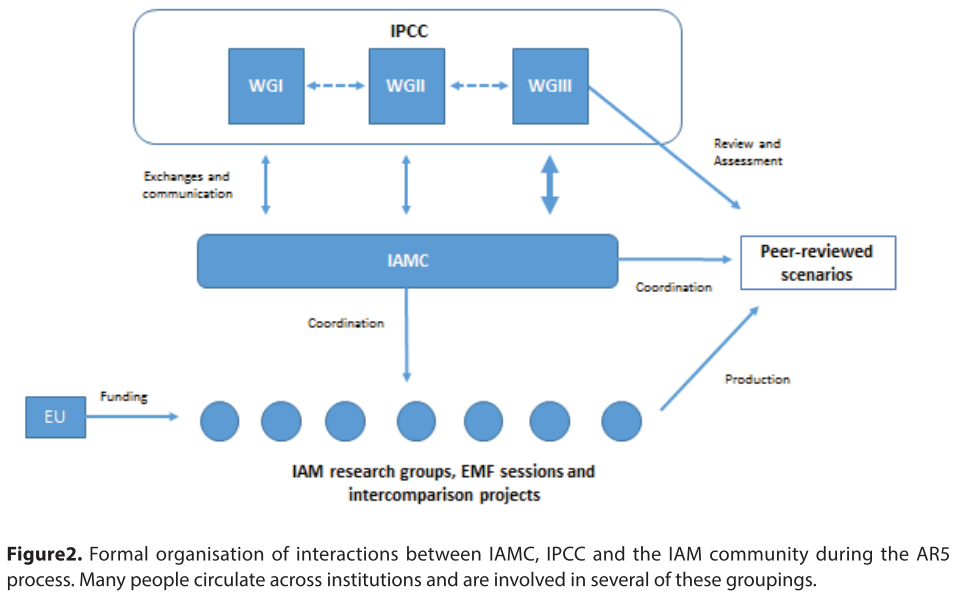 IPCC
WGI
WGII
WGIII
Review and
Assessment
Exchanges and
communication
IAMC
Peer-reviewed
scenarios
Coordination
Coordination
Production
Funding
EU
IAM research groups, EMF sessions and
intercomparison projects
Figure2. Formal organisation of interactions between IAMC, IPCC and the IAM community during the AR5
process. Many people circulate across institutions and are involved in several of these groupings.